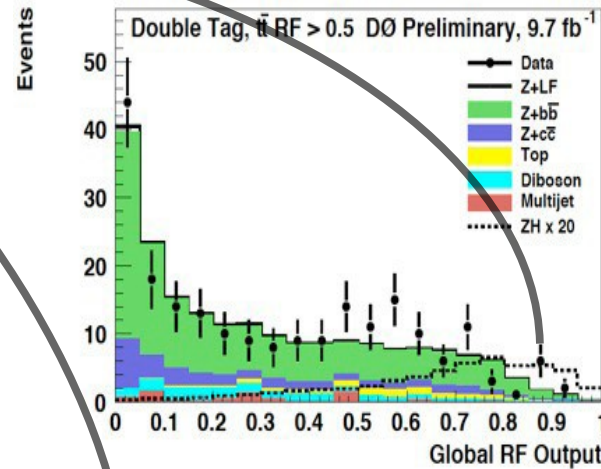 Events
Double Tag, tt̄ RF > 0.5 DØ Preliminary, 9.7 fb⁻¹
Data
Z+LF
Z+bb̄
Z+cc̄
Top
Diboson
Multijet
ZH x 20
50
40
30
20
10
0
0 0.1 0.2 0.3 0.4 0.5 0.6 0.7 0.8 0.9 1
Global RF Output